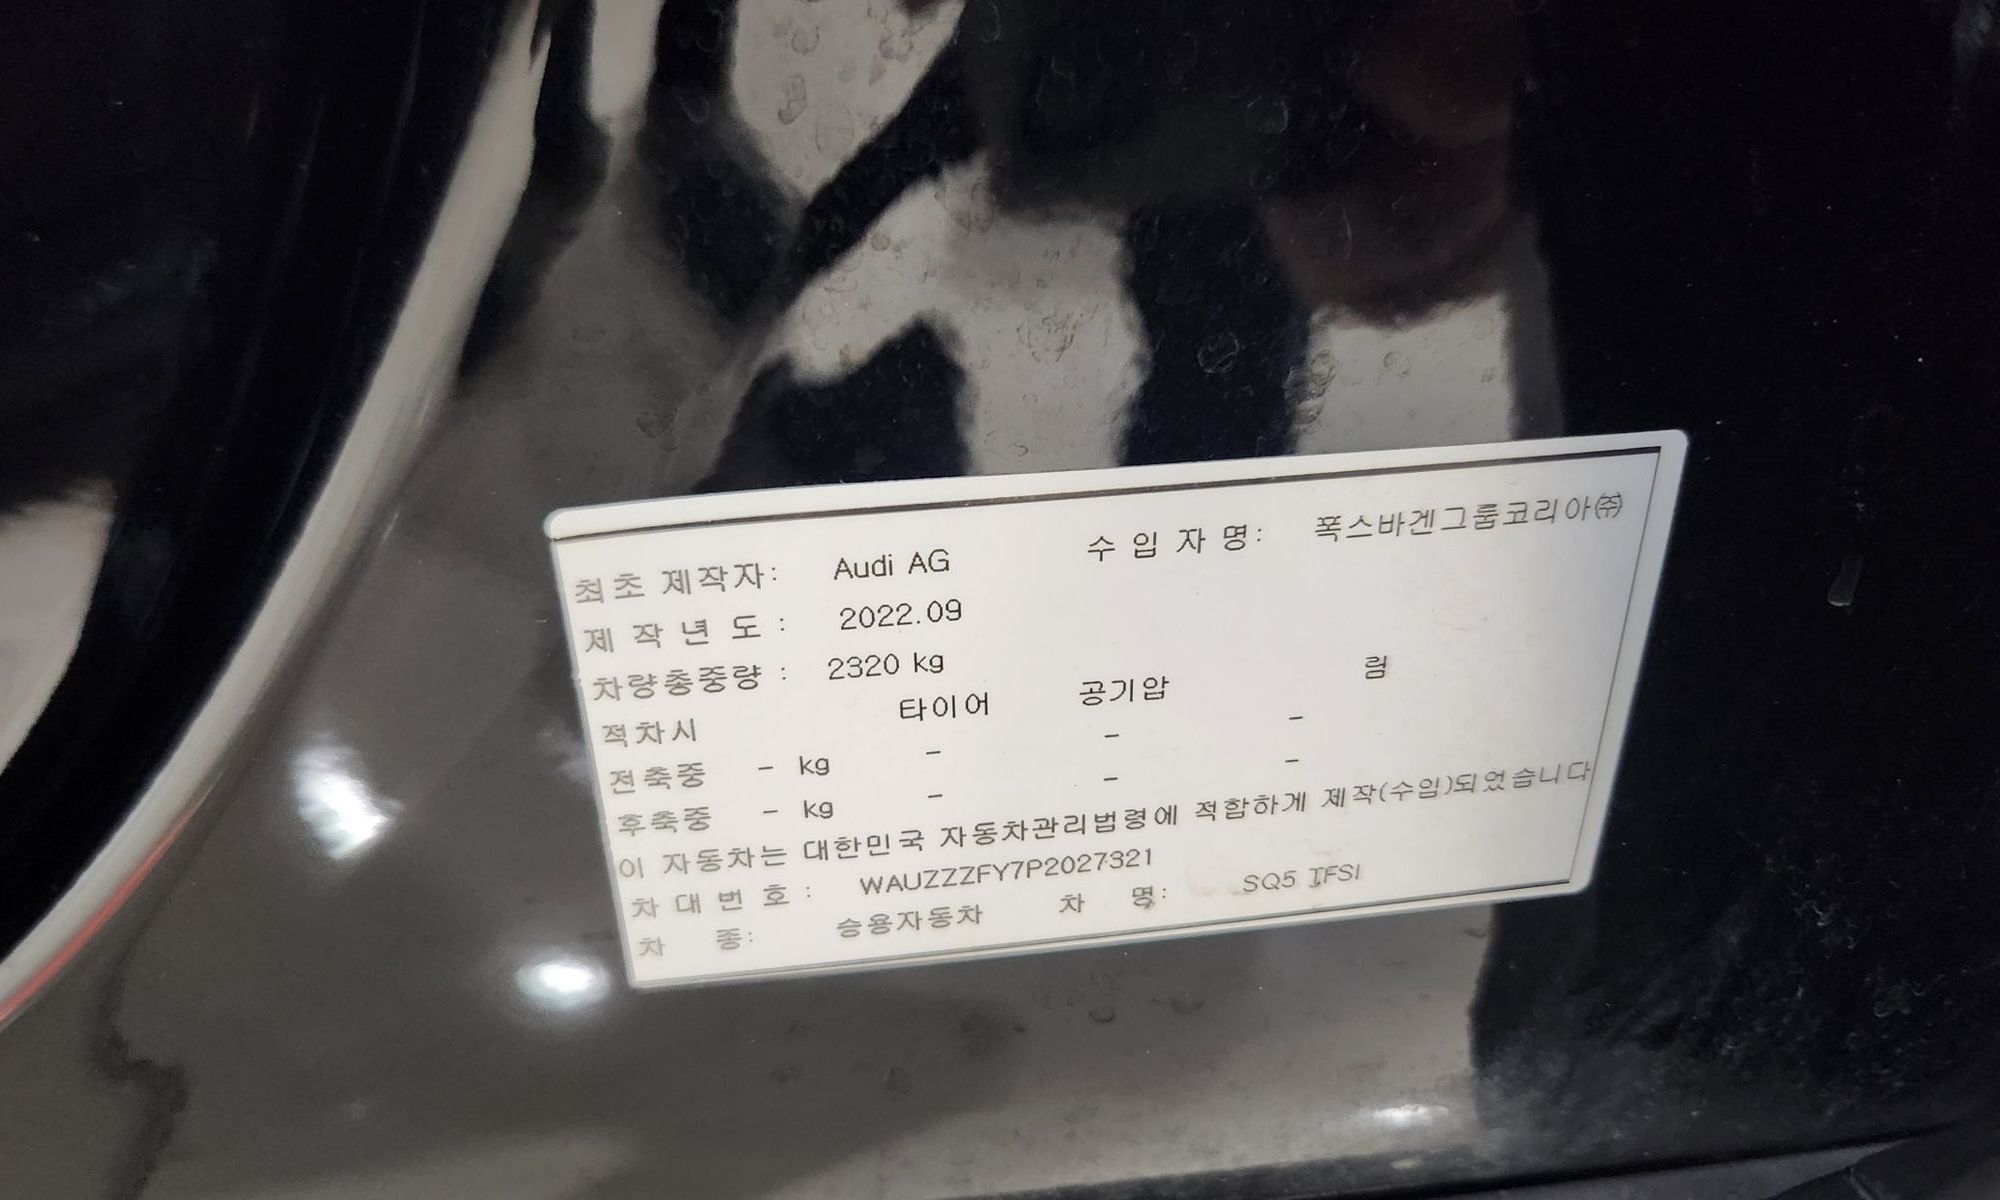 최초 제작자: Audi AG 수 입 자 명: 폭스바겐그룹코리아㈜
제 작 년 도 : 2022.09
차량총중량 : 2320 kg
적차시 타이어 공기압 림
전축중 - kg - - -
후축중 - kg - - -
이 자동차는 대한민국 자동차관리법령에 적합하게 제작(수입)되었습니다
차 대 번 호 : WAUZZZFY7P2027321
차 종: 승용자동차 차 명: SQ5 TFSI